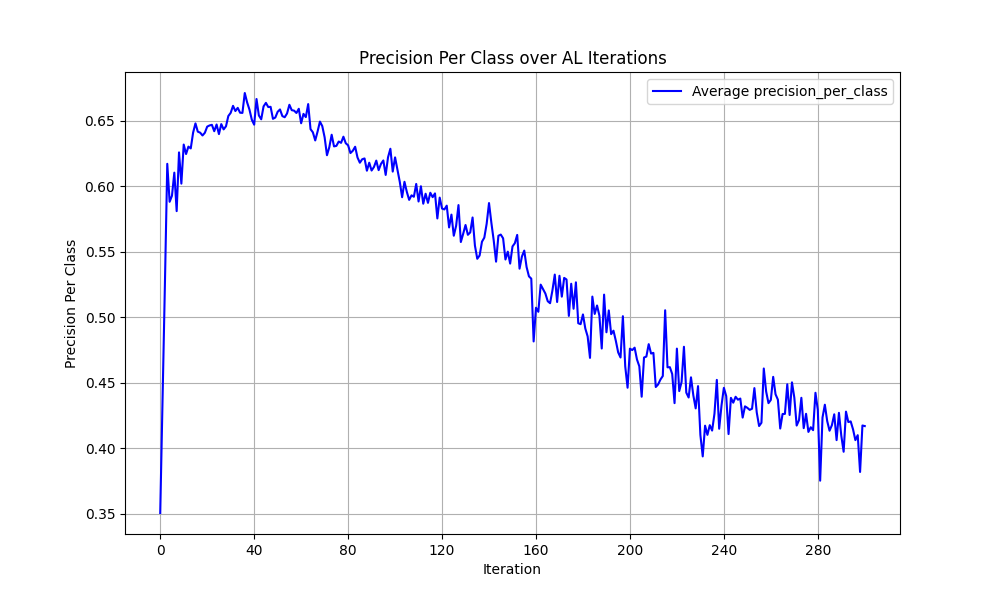 Precision Per Class over AL Iterations
Average precision_per_class
Precision Per Class
0.65
0.60
0.55
0.50
0.45
0.40
0.35
0 40 80 120 160 200 240 280
Iteration